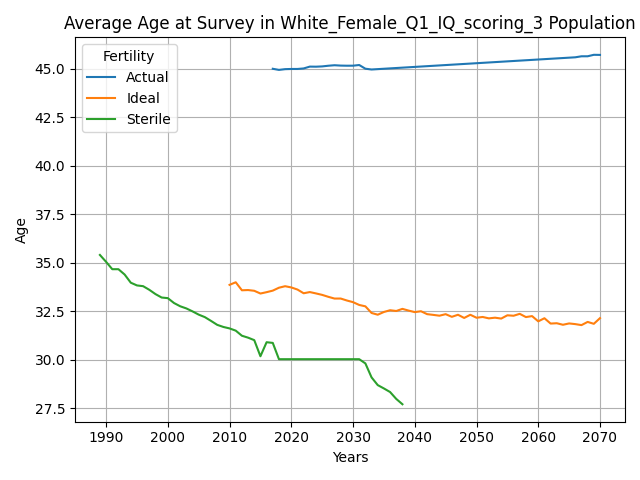 Average Age at Survey in White_Female_Q1_IQ_scoring_3 Population
Fertility
Actual
Ideal
Sterile
Age
45.0
42.5
40.0
37.5
35.0
32.5
30.0
27.5
1990 2000 2010 2020 2030 2040 2050 2060 2070
Years